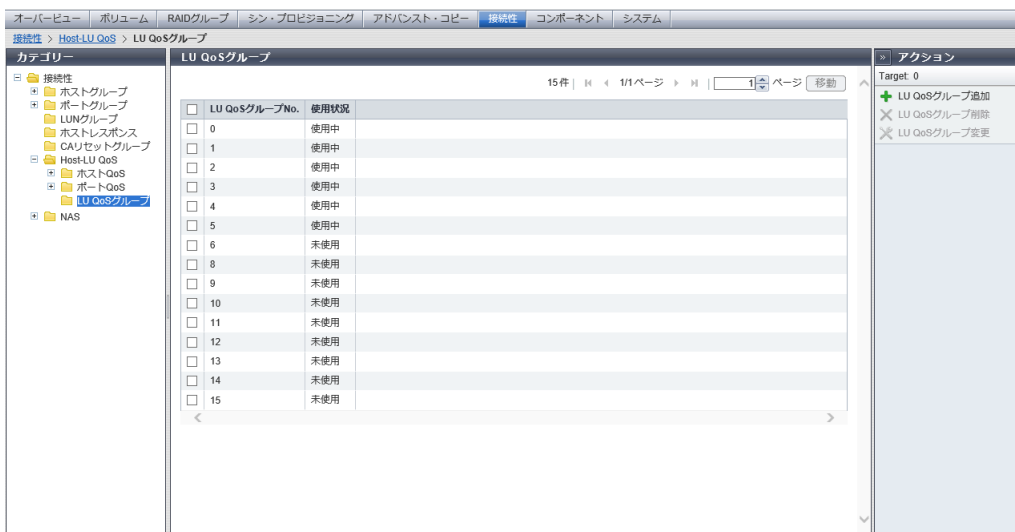 オーバービュー ボリューム RAIDグループ シン・プロビジョニング アドバンスト・コピー 接続性 コンポーネント システム
接続性 > Host-LU QoS > LU QoSグループ
カテゴリー
接続性
ホストグループ
ポートグループ
LUNグループ
ホストレスポンス
CAリセットグループ
Host-LU QoS
ホストQoS
ポートQoS
LU QoSグループ
NAS
LU QoSグループ
15件 | 1/1ページ | 1 ページ 移動
LU QoSグループNo. 使用状況
0 使用中
1 使用中
2 使用中
3 使用中
4 使用中
5 使用中
6 未使用
8 未使用
9 未使用
10 未使用
11 未使用
12 未使用
13 未使用
14 未使用
15 未使用
» アクション
Target: 0
LU QoSグループ追加
LU QoSグループ削除
LU QoSグループ変更